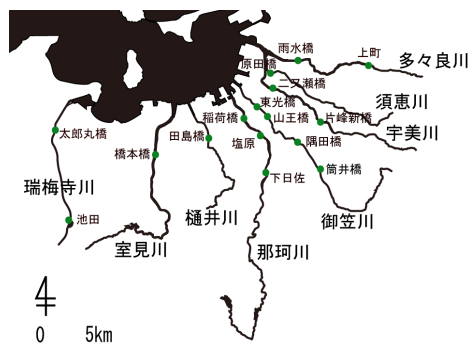 雨水橋
上町
原田橋
多々良川
二又瀬橋
須恵川
東光橋
稲荷橋
山王橋
片峰新橋
太郎丸橋
田島橋
宇美川
塩原
隅田橋
橋本橋
下日佐
筒井橋
瑞梅寺川
池田
樋井川
御笠川
室見川
那珂川
4
0 5km